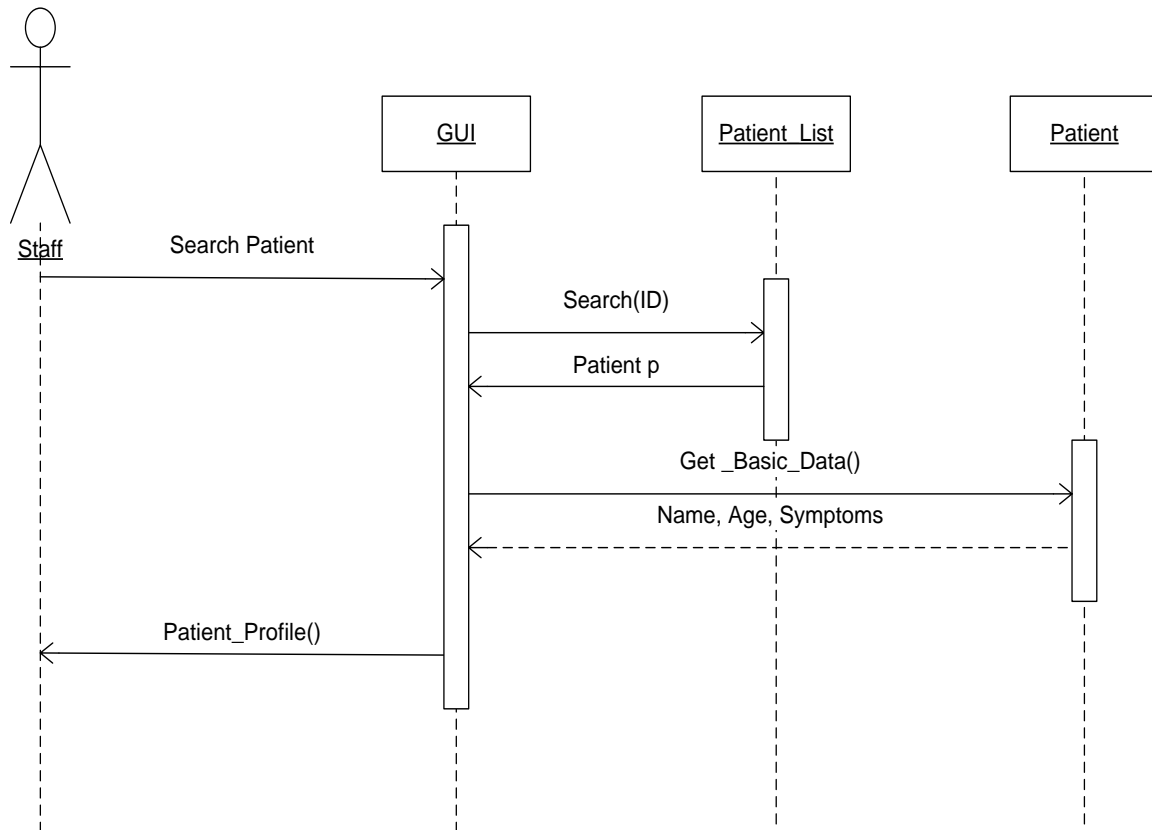 GUI
Patient_List
Patient
Staff
Search Patient
Search(ID)
Patient p
Get _Basic_Data()
Name, Age, Symptoms
Patient_Profile()